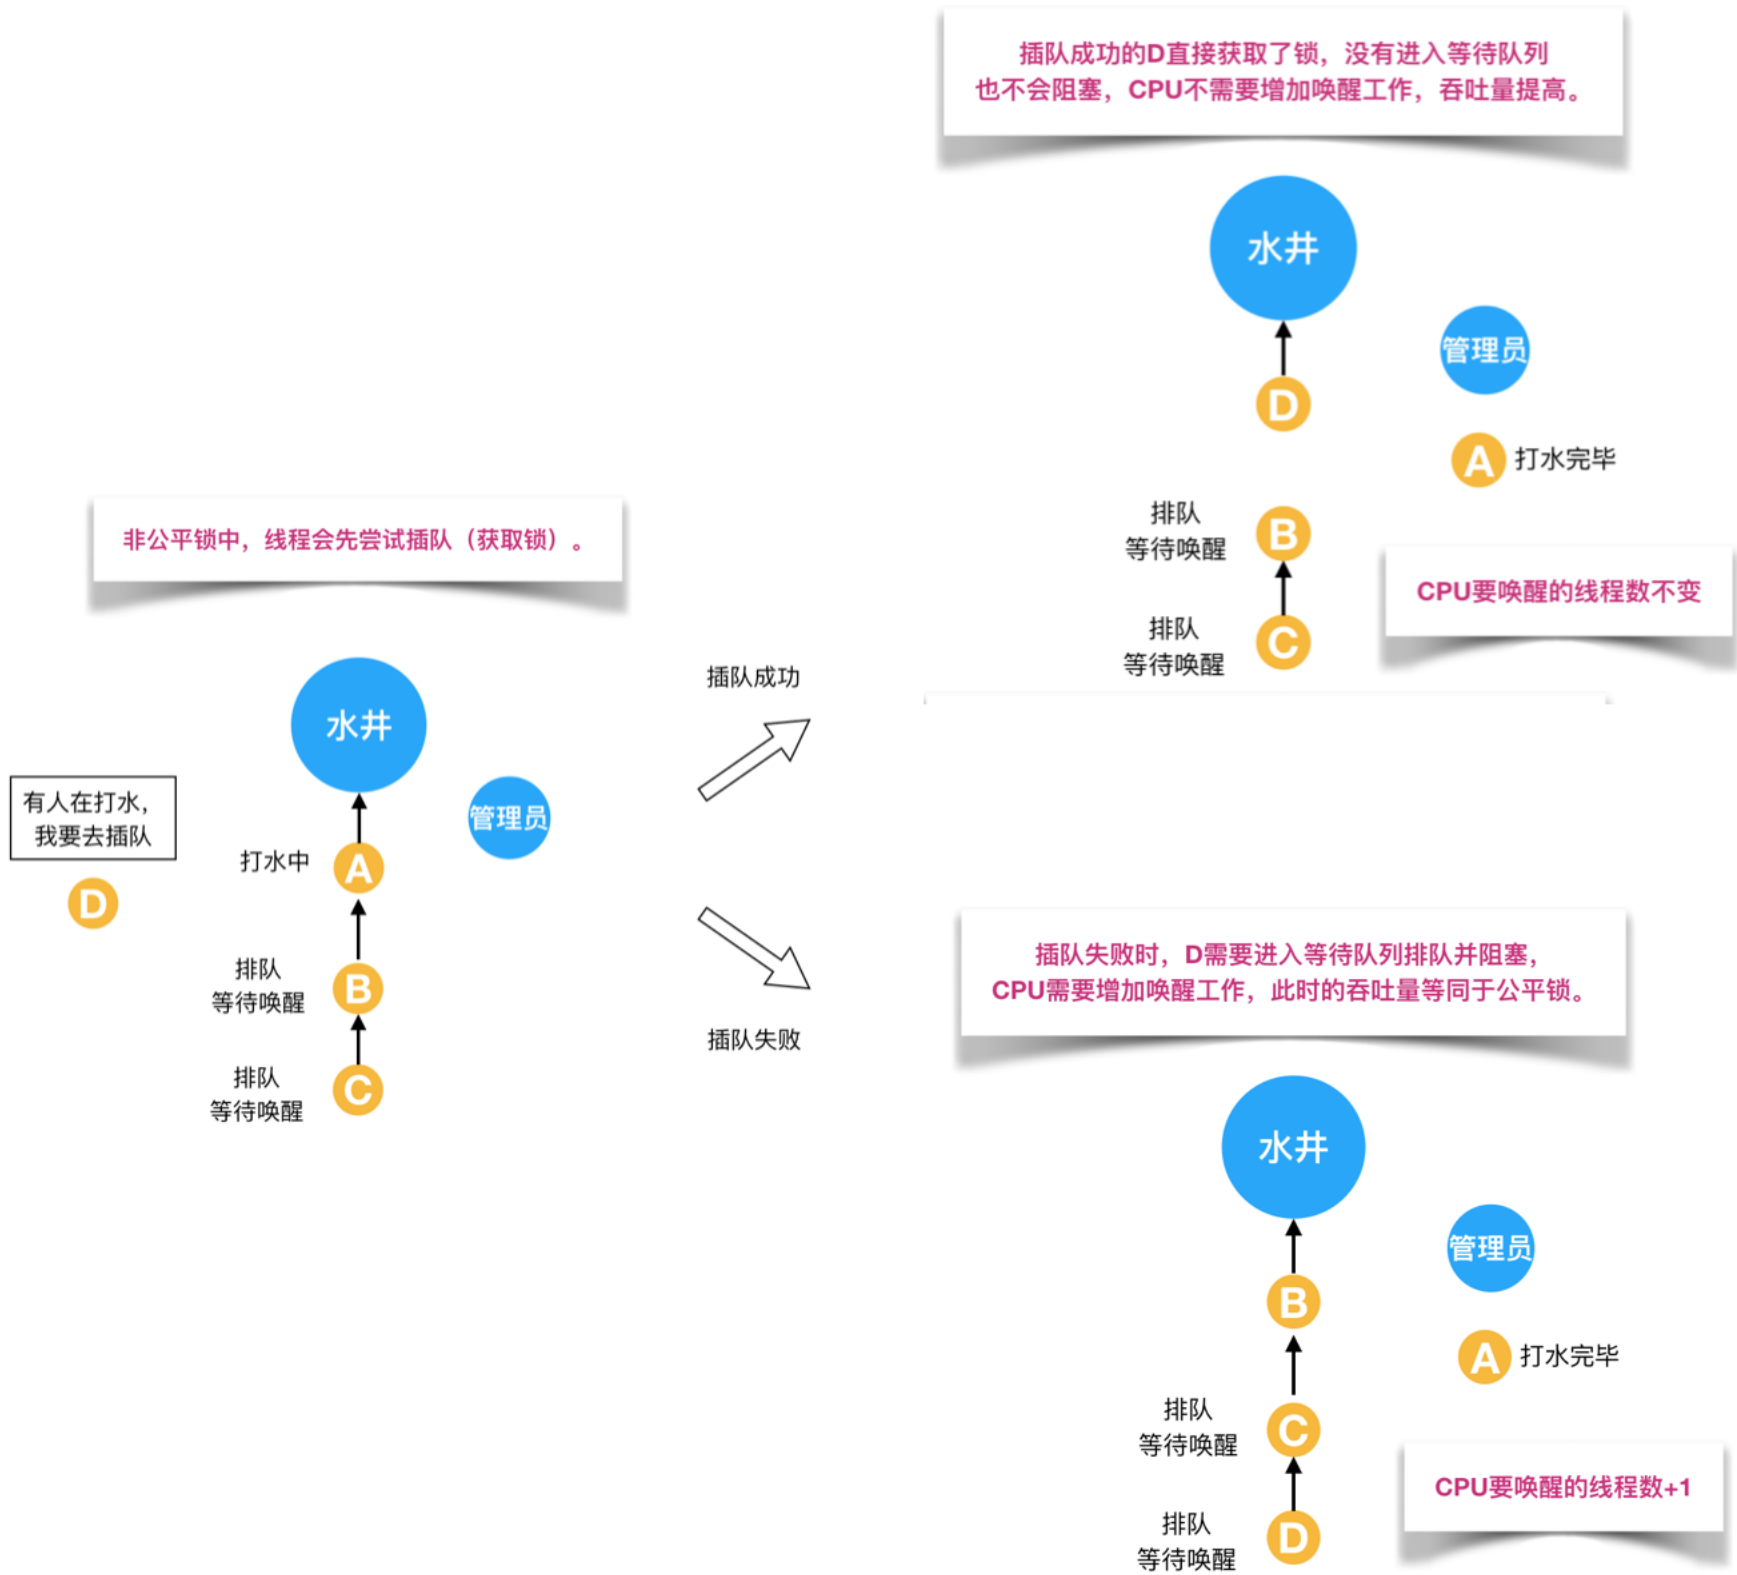 非公平锁中，线程会先尝试插队（获取锁）。
水井
管理员
有人在打水，
我要去插队
D
打水中
A
排队
等待唤醒
B
排队
等待唤醒
C
插队成功
插队失败
插队成功的D直接获取了锁，没有进入等待队列
也不会阻塞，CPU不需要增加唤醒工作，吞吐量提高。
水井
管理员
D
A
打水完毕
排队
等待唤醒
B
排队
等待唤醒
C
CPU要唤醒的线程数不变
插队失败时，D需要进入等待队列排队并阻塞，
CPU需要增加唤醒工作，此时的吞吐量等同于公平锁。
水井
管理员
B
A
打水完毕
排队
等待唤醒
C
排队
等待唤醒
D
CPU要唤醒的线程数+1